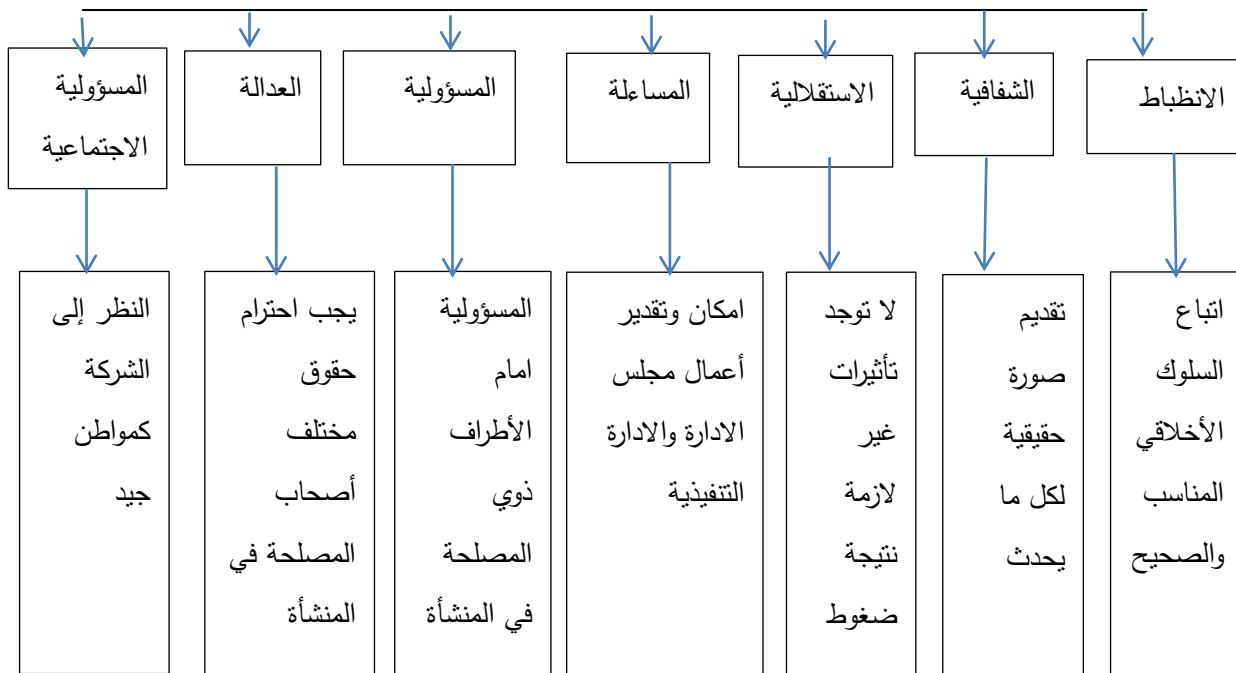 الانظباط
الشفافية
الاستقلالية
المساءلة
المسؤولية
العدالة
المسؤولية
الاجتماعية
اتباع
السلوك
الأخلاقي
المناسب
والصحيح
تقديم
صورة
حقيقية
لكل ما
يحدث
لا توجد
تأثيرات
غير
لازمة
نتيجة
ضغوط
امكان وتقدير
أعمال مجلس
الادارة والادارة
التنفيذية
المسؤولية
امام
الأطراف
ذوي
المصلحة
في المنشأة
يجب احترام
حقوق
مختلف
أصحاب
المصلحة في
المنشأة
النظر إلى
الشركة
كمواطن
جيد